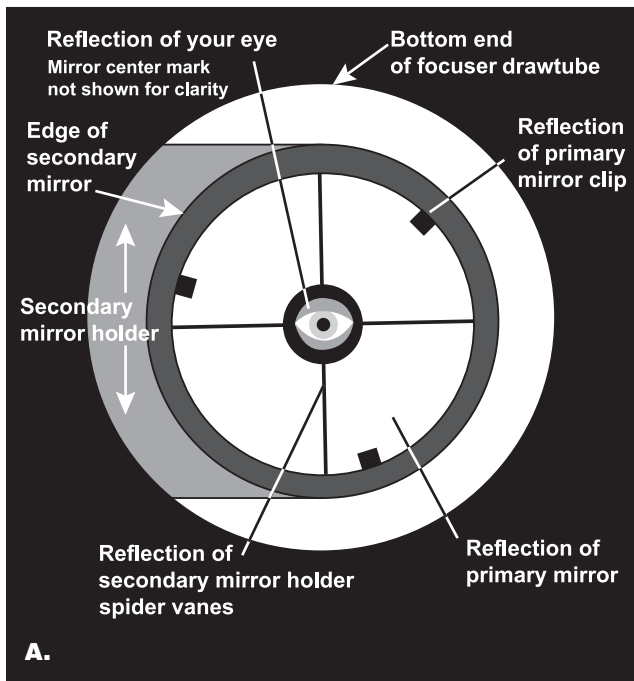 Reflection of your eye
Mirror center mark
not shown for clarity
Bottom end
of focuser drawtube
Edge of
secondary
mirror
Reflection
of primary
mirror clip
Secondary
mirror holder
Reflection of
secondary mirror holder
spider vanes
Reflection of
primary mirror
A.